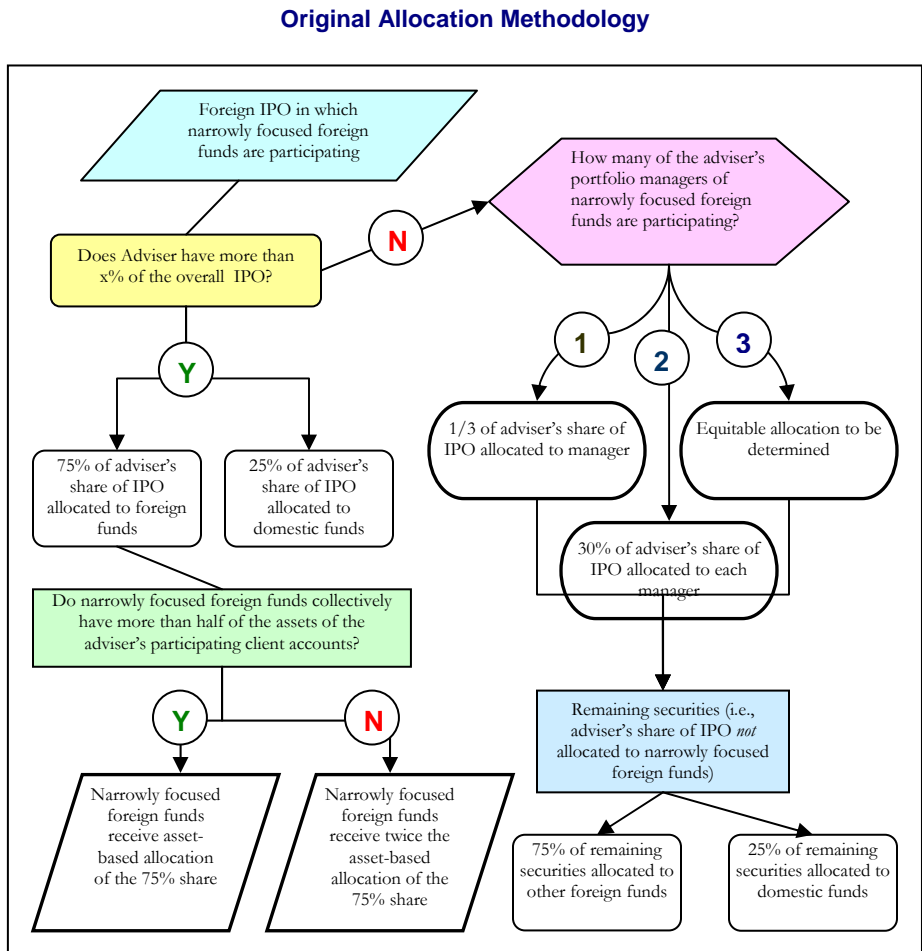 Original Allocation Methodology
Foreign IPO in which
narrowly focused foreign
funds are participating
How many of the adviser's
portfolio managers of
narrowly focused foreign
funds are participating?
N
Does Adviser have more than
x% of the overall IPO?
Y
1
2
3
75% of adviser's
share of IPO
allocated to foreign
funds
25% of adviser's
share of IPO
allocated to
domestic funds
1/3 of adviser's share of
IPO allocated to manager
Equitable allocation to be
determined
30% of adviser's share of
IPO allocated to each
manager
Do narrowly focused foreign funds collectively
have more than half of the assets of the
adviser's participating client accounts?
Y
N
Narrowly focused
foreign funds
receive asset-
based allocation
of the 75% share
Narrowly focused
foreign funds
receive twice the
asset-based
allocation of the
75% share
Remaining securities (i.e.,
adviser's share of IPO not
allocated to narrowly focused
foreign funds)
75% of remaining
securities allocated to
other foreign funds
25% of remaining
securities allocated to
domestic funds